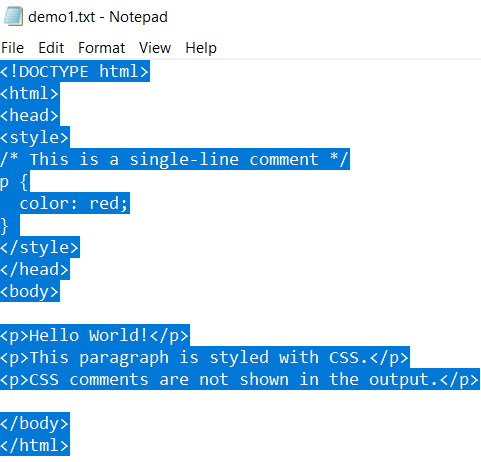 demo1.txt - Notepad
File Edit Format View Help
<!DOCTYPE html>
<html>
<head>
<style>
/* This is a single-line comment */
p {
  color: red;
}
</style>
</head>
<body>

<p>Hello World!</p>
<p>This paragraph is styled with CSS.</p>
<p>CSS comments are not shown in the output.</p>

</body>
</html>